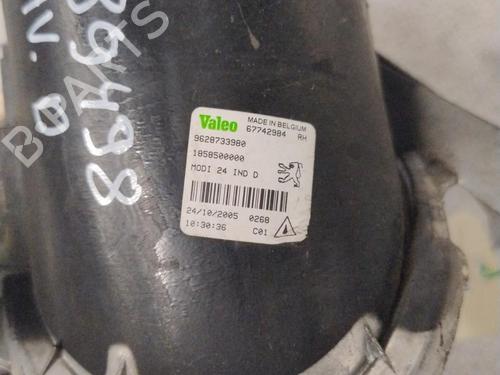 Valeo
MADE IN BELGIUM
67742984 RH
9628733980
1858500000
MODI 24 IND D
24/10/2005 0268
10:30:36 C01
PARTS